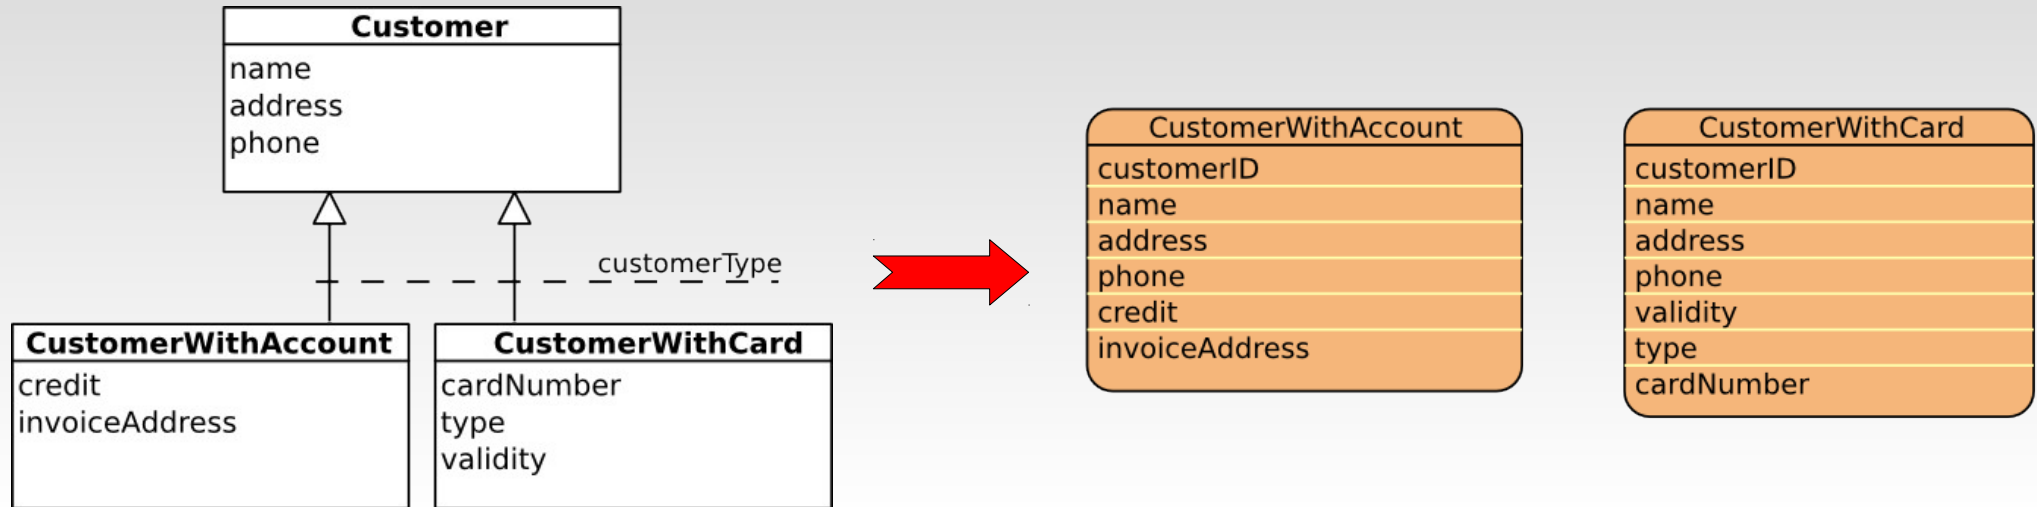 Customer
name
address
phone
customerType
CustomerWithAccount
credit
invoiceAddress
CustomerWithCard
cardNumber
type
validity
CustomerWithAccount
customerID
name
address
phone
credit
invoiceAddress
CustomerWithCard
customerID
name
address
phone
validity
type
cardNumber